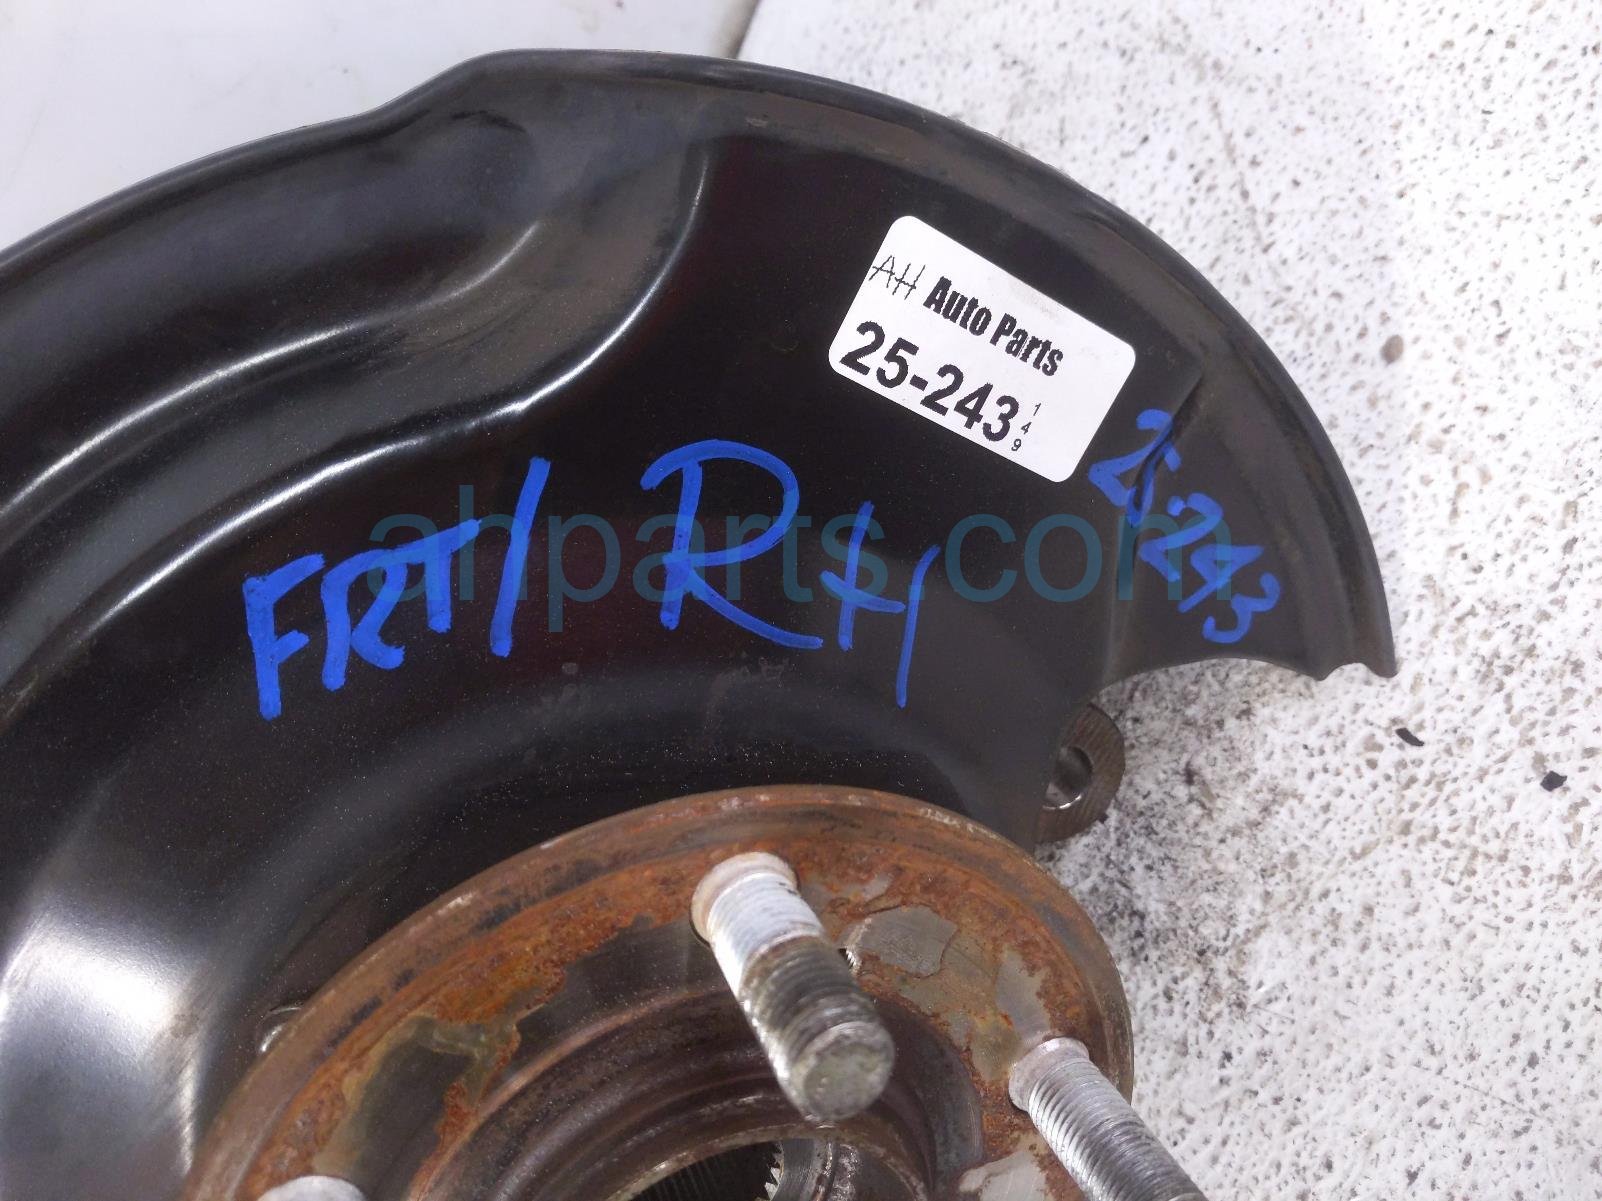 AH Auto Parts
25-243
149
FRT/ RH
25-243
ahparts.com